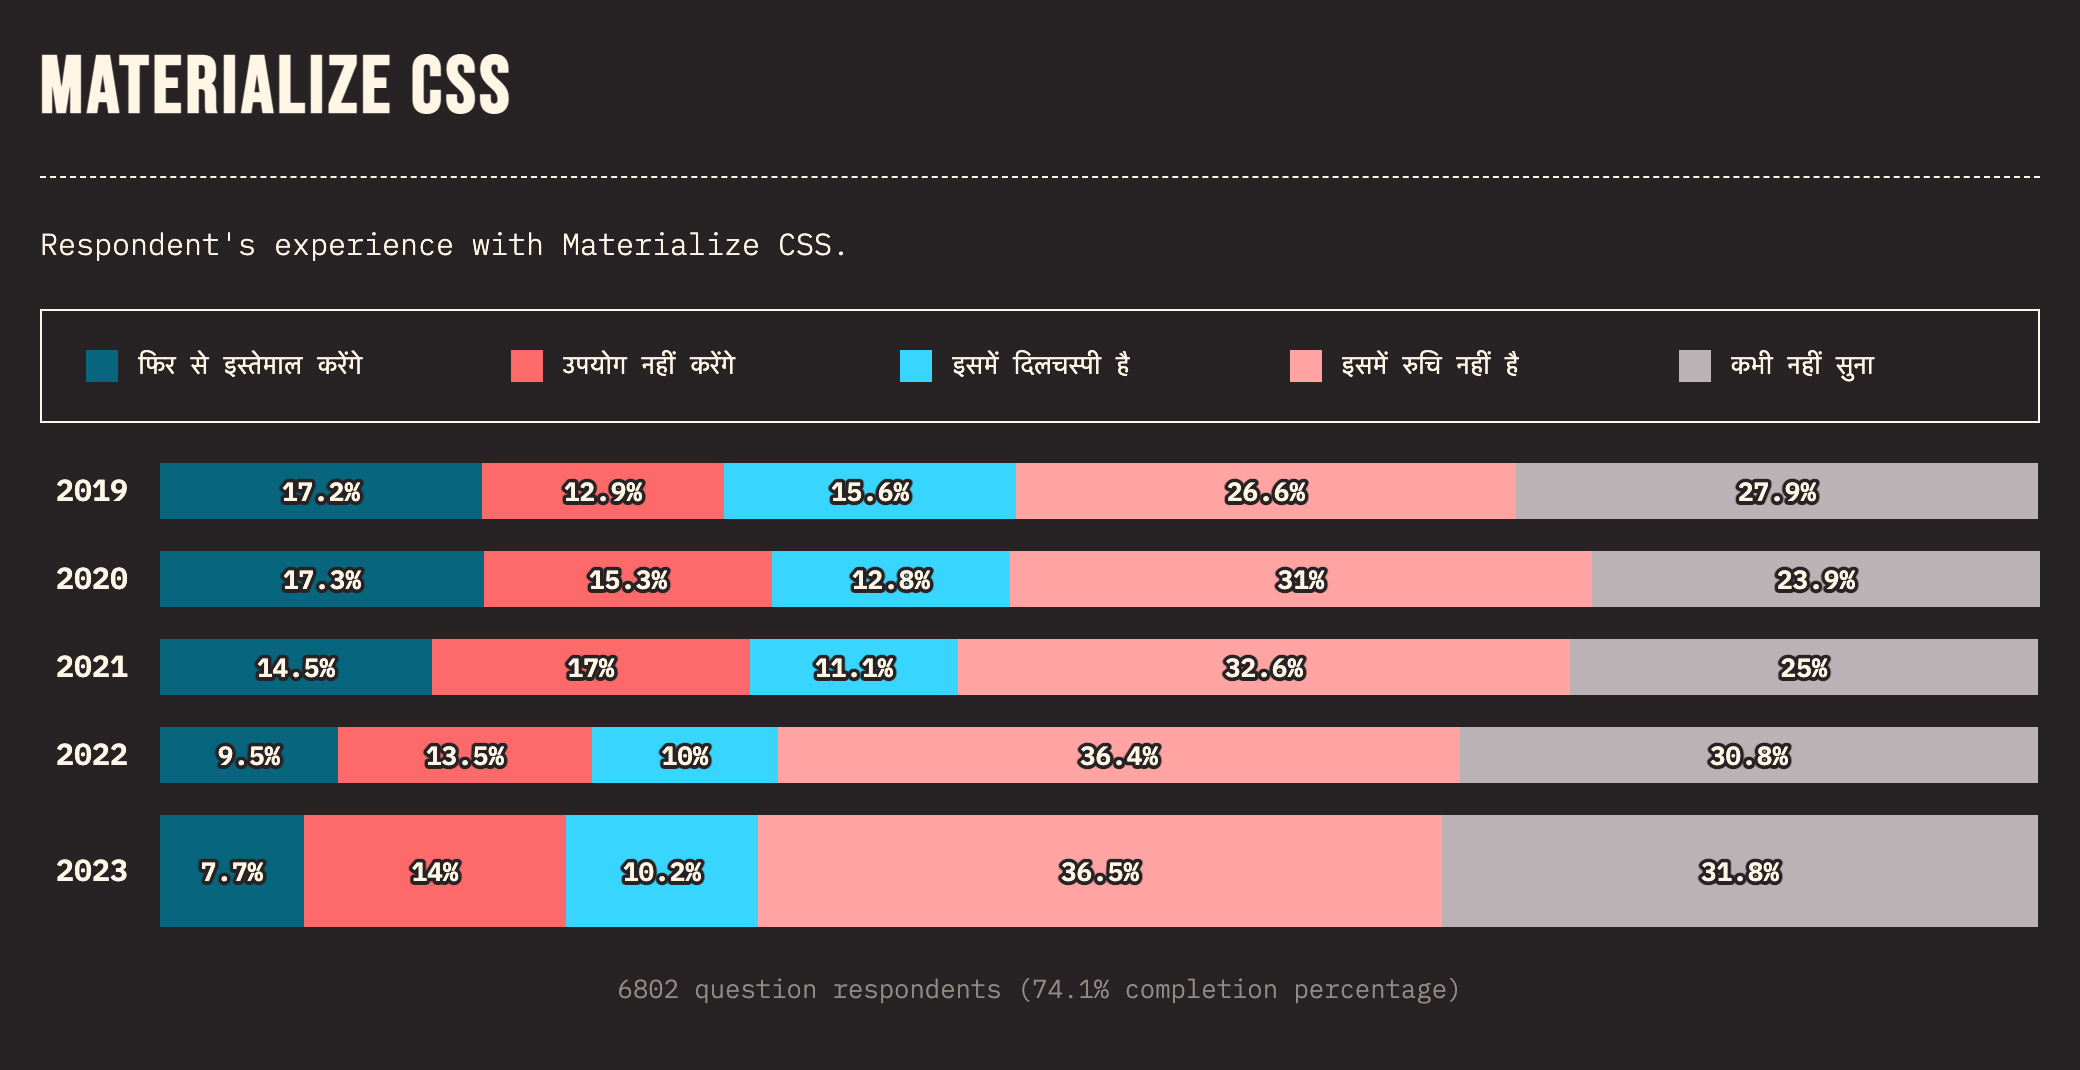 MATERIALIZE CSS
Respondent's experience with Materialize CSS.
फिर से इस्तेमाल करेंगे उपयोग नहीं करेंगे इसमें दिलचस्पी है इसमें रुचि नहीं है कभी नहीं सुना
2019 17.2% 12.9% 15.6% 26.6% 27.9%
2020 17.3% 15.3% 12.8% 31% 23.9%
2021 14.5% 17% 11.1% 32.6% 25%
2022 9.5% 13.5% 10% 36.4% 30.8%
2023 7.7% 14% 10.2% 36.5% 31.8%
6802 question respondents (74.1% completion percentage)